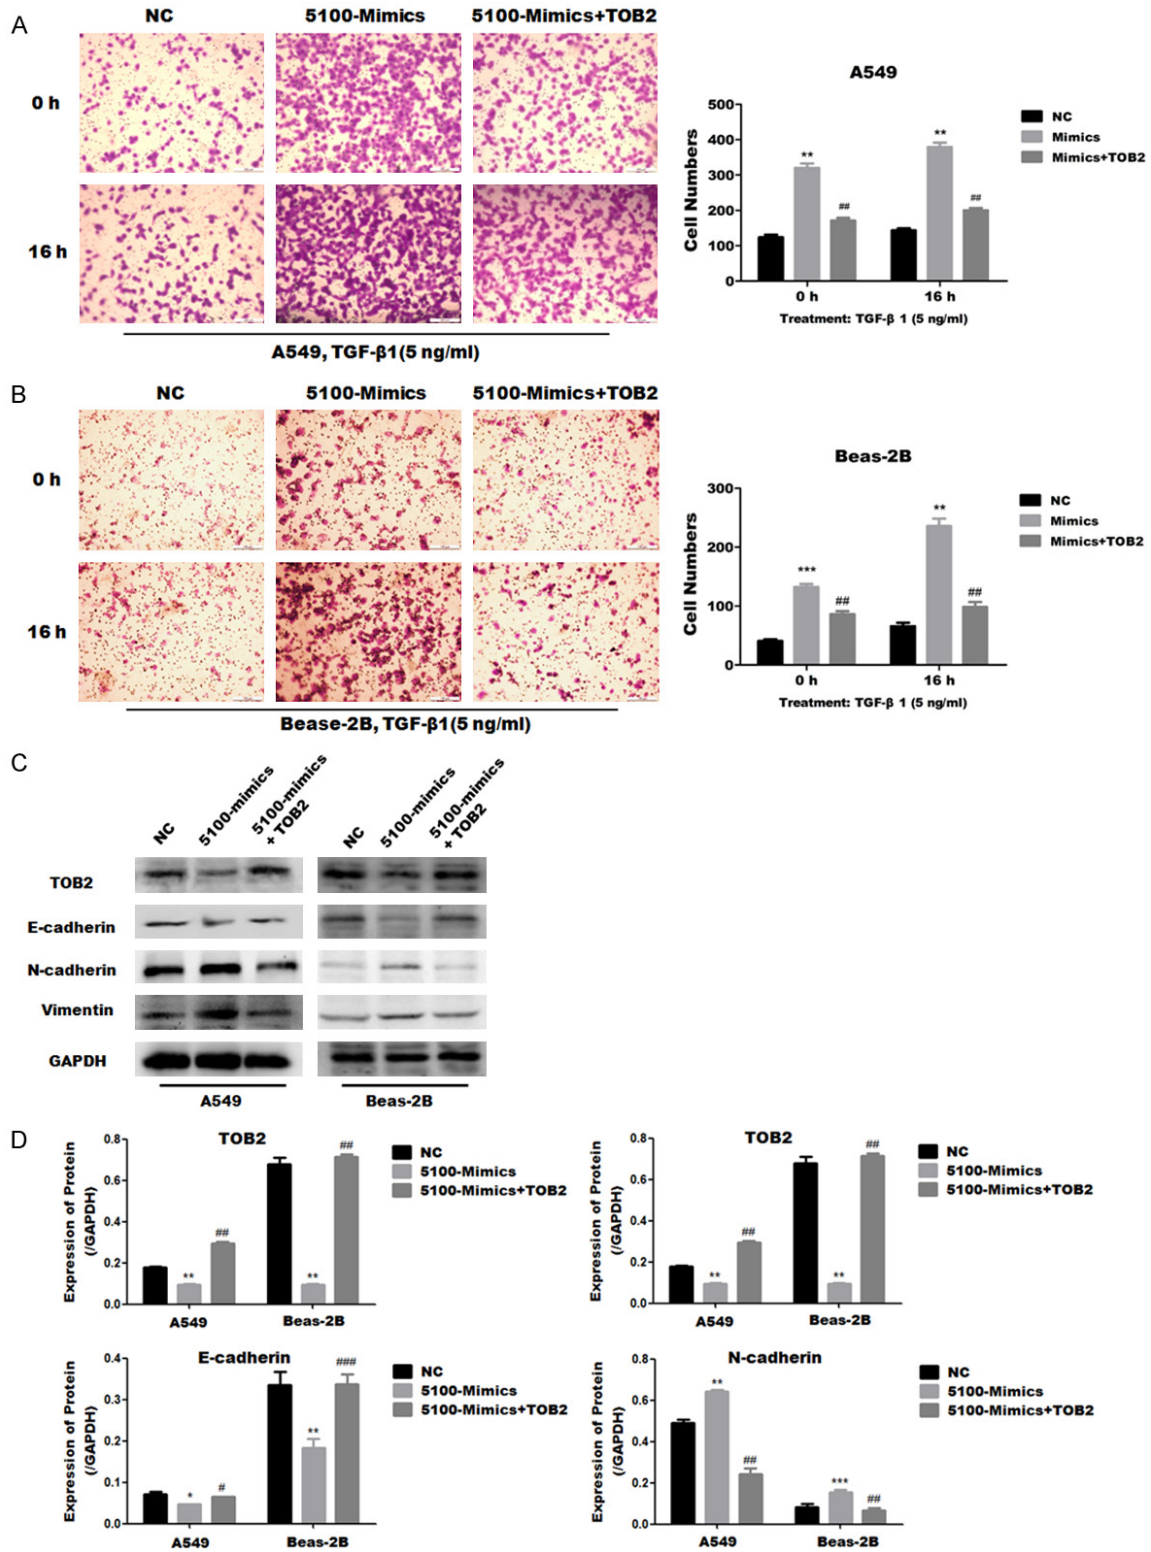 A
NC 5100-Mimics 5100-Mimics+TOB2
0 h
16 h
A549, TGF-β1(5 ng/ml)
A549
Cell Numbers
500
400
300
200
100
0
** ## ** ##
0 h 16 h
Treatment: TGF-β 1 (5 ng/ml)
NC
Mimics
Mimics+TOB2
B
NC 5100-Mimics 5100-Mimics+TOB2
0 h
16 h
Bease-2B, TGF-β1(5 ng/ml)
Beas-2B
Cell Numbers
300
200
100
0
*** ## ** ##
0 h 16 h
Treatment: TGF-β 1 (5 ng/ml)
NC
Mimics
Mimics+TOB2
C
NC 5100-mimics 5100-mimics + TOB2 NC 5100-mimics 5100-mimics + TOB2
TOB2
E-cadherin
N-cadherin
Vimentin
GAPDH
A549 Beas-2B
D
TOB2
Expression of Protein
(/GAPDH)
0.8
0.6
0.4
0.2
0.0
** ## ** ##
A549 Beas-2B
NC
5100-Mimics
5100-Mimics+TOB2
TOB2
Expression of Protein
(/GAPDH)
0.8
0.6
0.4
0.2
0.0
** ## ** ##
A549 Beas-2B
NC
5100-Mimics
5100-Mimics+TOB2
E-cadherin
Expression of Protein
(/GAPDH)
0.4
0.3
0.2
0.1
0.0
* # ** ###
A549 Beas-2B
NC
5100-Mimics
5100-Mimics+TOB2
N-cadherin
Expression of Protein
(/GAPDH)
0.8
0.6
0.4
0.2
0.0
** ## *** ##
A549 Beas-2B
NC
5100-Mimics
5100-Mimics+TOB2